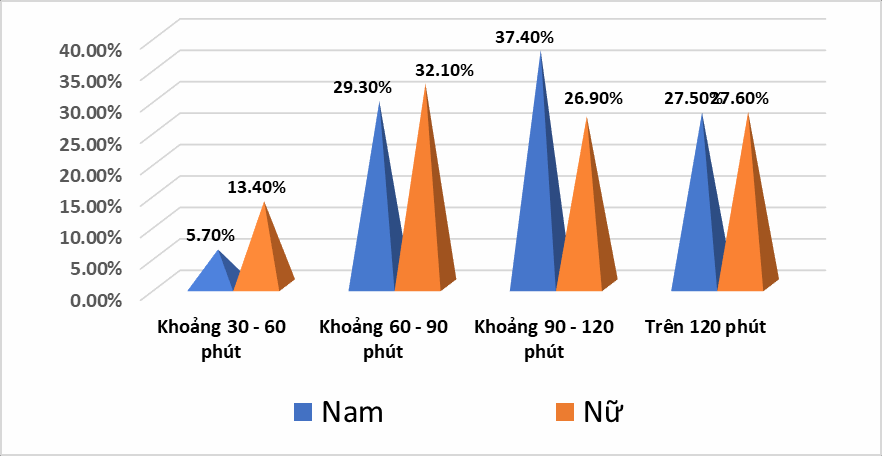 40.00%
35.00%
30.00%
25.00%
20.00%
15.00%
10.00%
5.00%
0.00%
5.70%
13.40%
29.30%
32.10%
37.40%
26.90%
27.50%
27.60%
Khoảng 30 - 60
phút
Khoảng 60 - 90
phút
Khoảng 90 - 120
phút
Trên 120 phút
Nam
Nữ